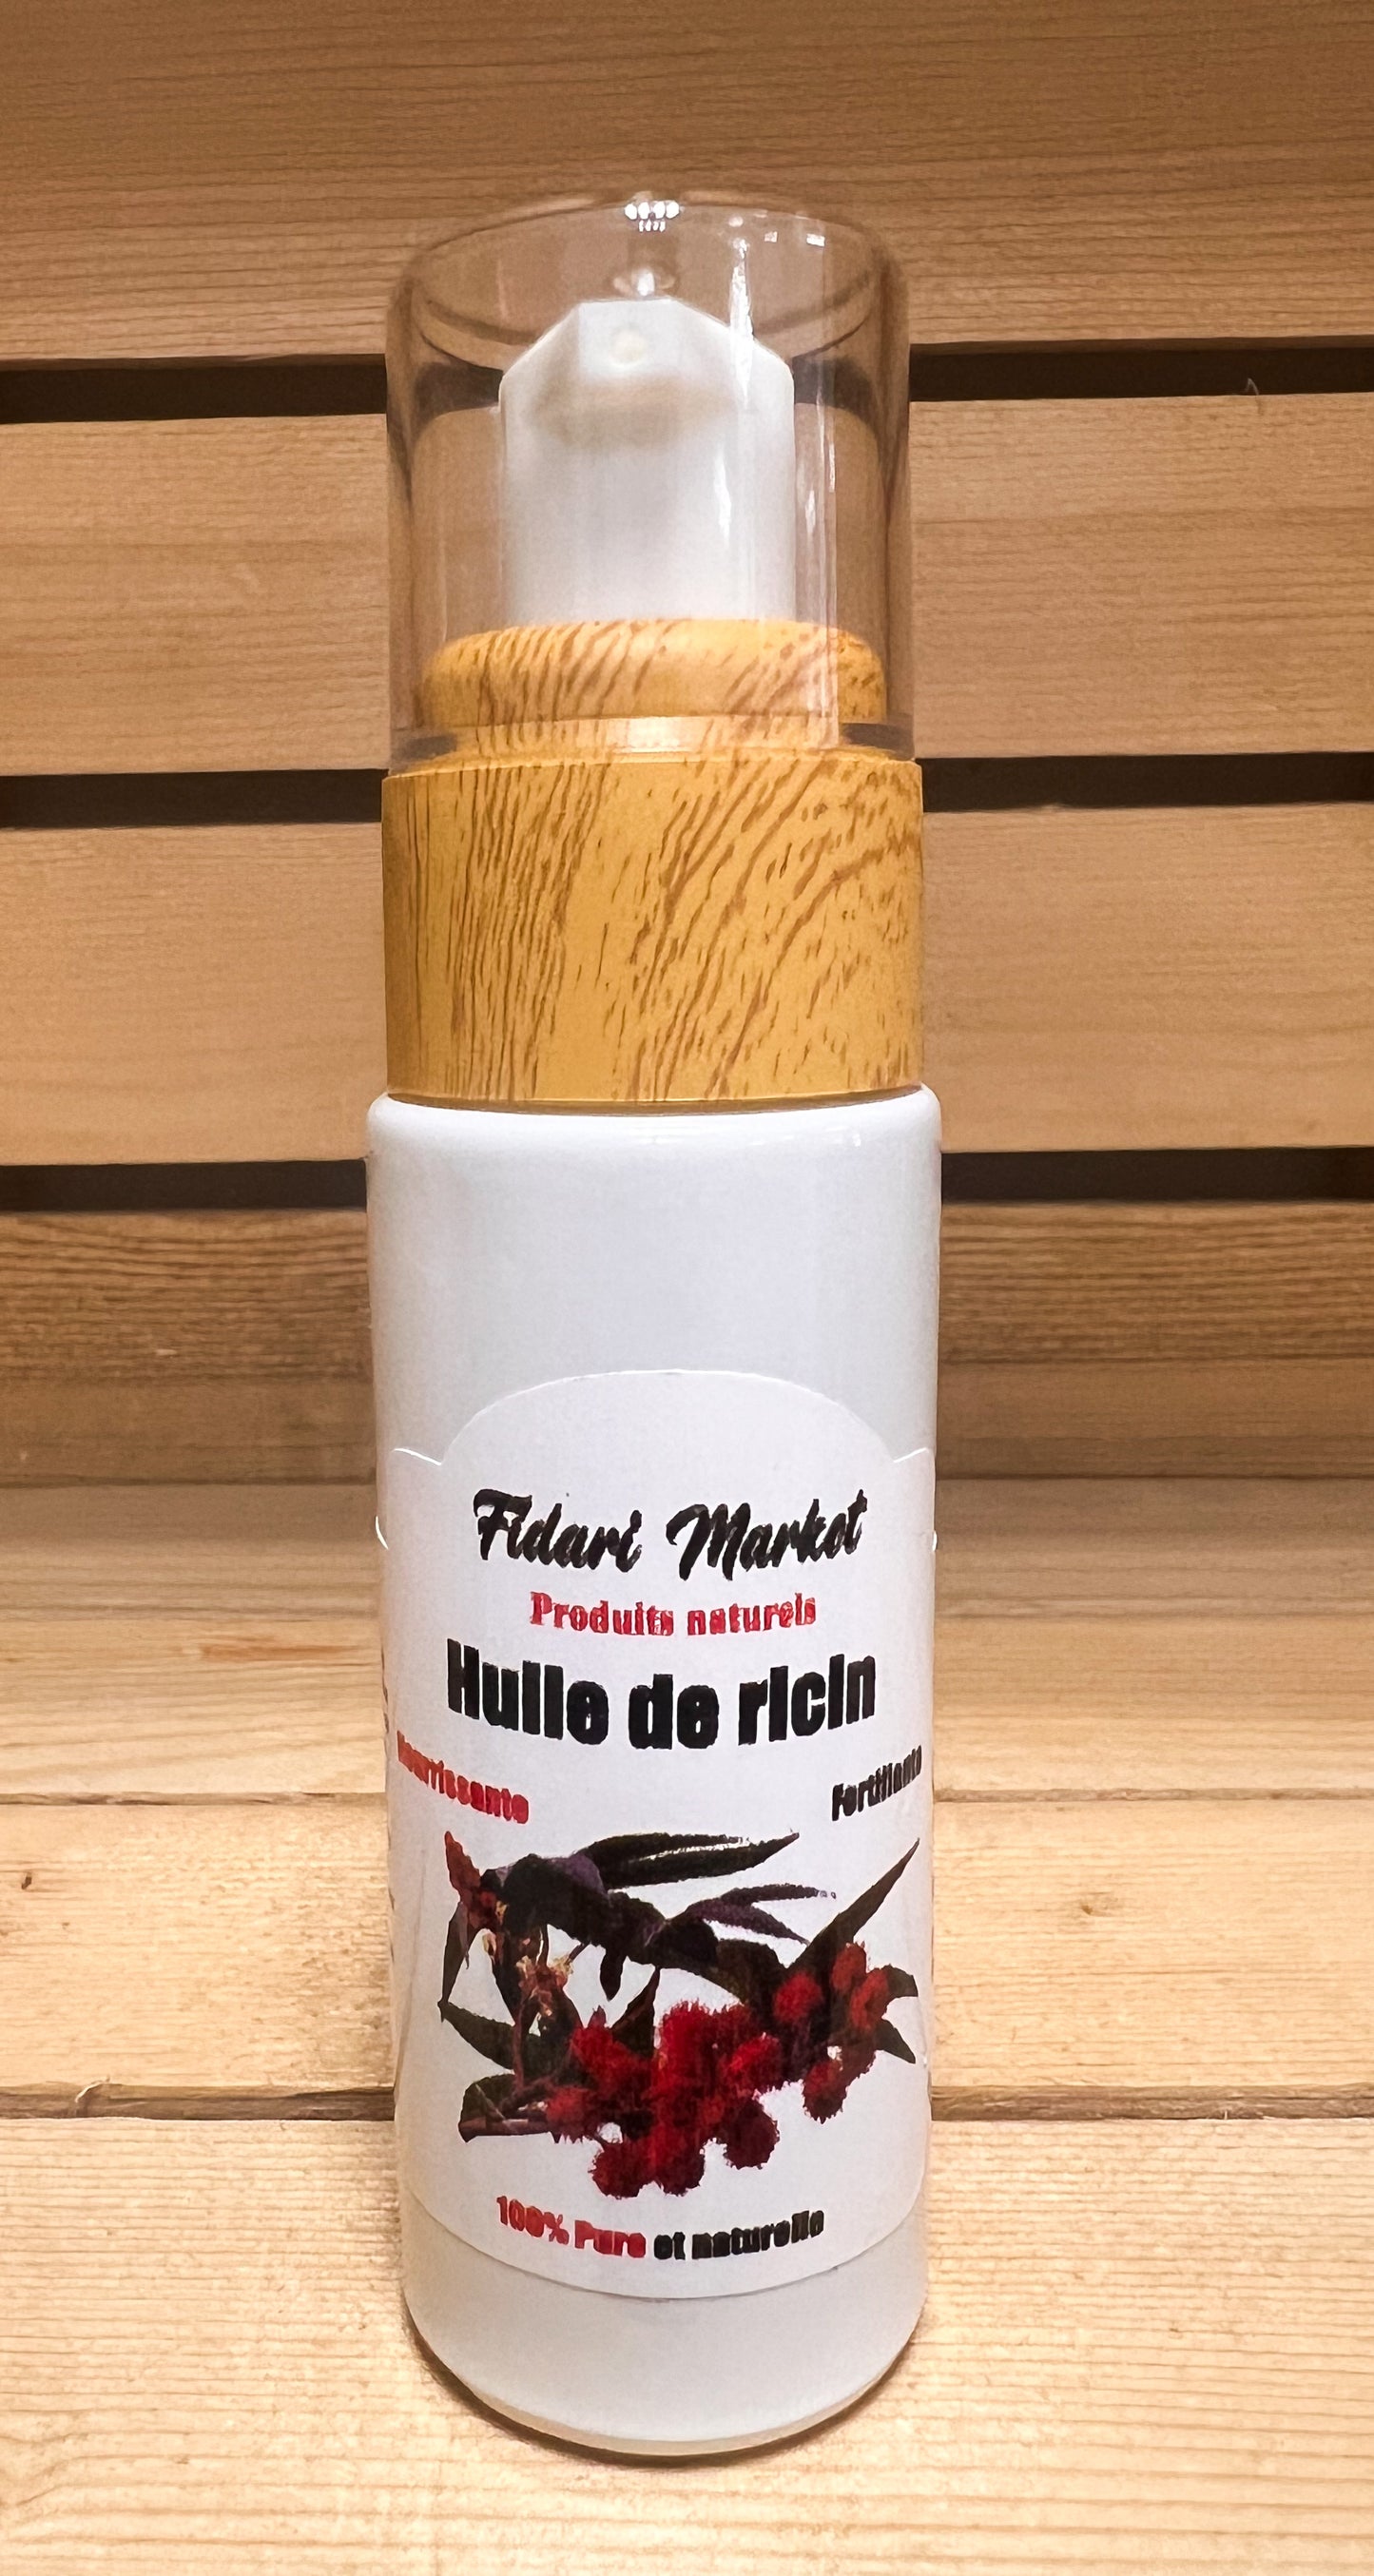 Fidari Market
Produits naturels
Huile de ricin
Nourrissante
Fortifiante
100% Pure et naturelle